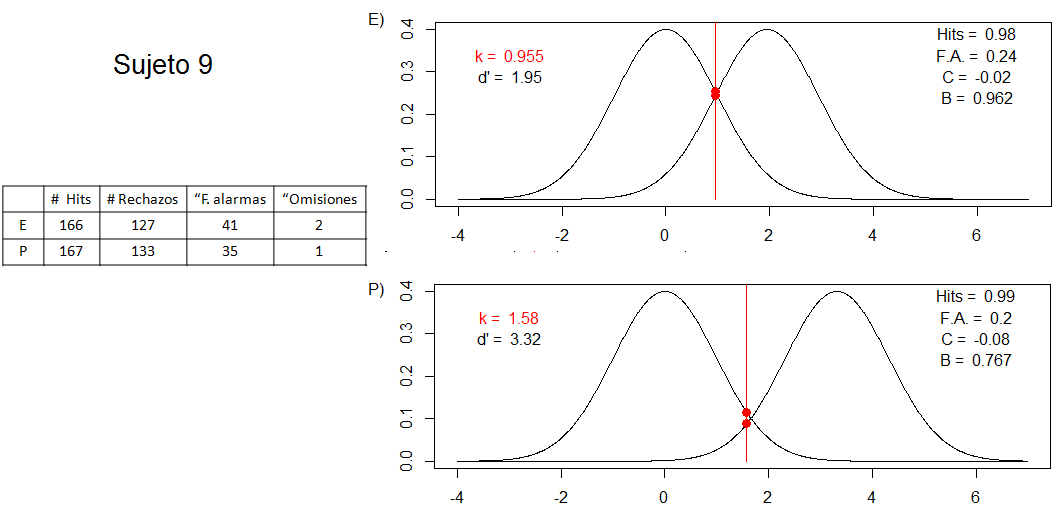 Sujeto 9
# Hits # Rechazos “F. alarmas “Omisiones
E 166 127 41 2
P 167 133 35 1
E)
k = 0.955
d' = 1.95
Hits = 0.98
F.A. = 0.24
C = -0.02
B = 0.962
0.4
0.3
0.2
0.1
0.0
-4 -2 0 2 4 6
P)
k = 1.58
d' = 3.32
Hits = 0.99
F.A. = 0.2
C = -0.08
B = 0.767
0.4
0.3
0.2
0.1
0.0
-4 -2 0 2 4 6